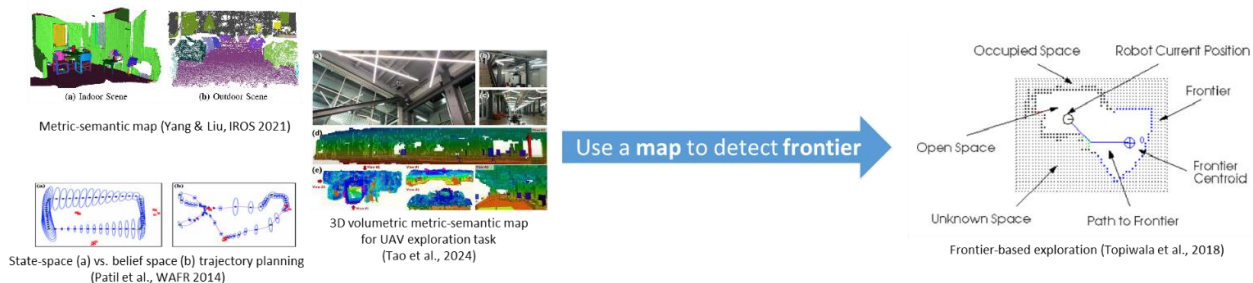 (a) Indoor Scene
(b) Outdoor Scene
Metric-semantic map (Yang & Liu, IROS 2021)
(a)
(b)
State-space (a) vs. belief space (b) trajectory planning
(Patil et al., WAFR 2014)
(a)
(b)
(c)
(d)
(e)
3D volumetric metric-semantic map
for UAV exploration task
(Tao et al., 2024)
Use a map to detect frontier
Occupied Space
Robot Current Position
Frontier
Open Space
Frontier
Centroid
Unknown Space
Path to Frontier
Frontier-based exploration (Topiwala et al., 2018)